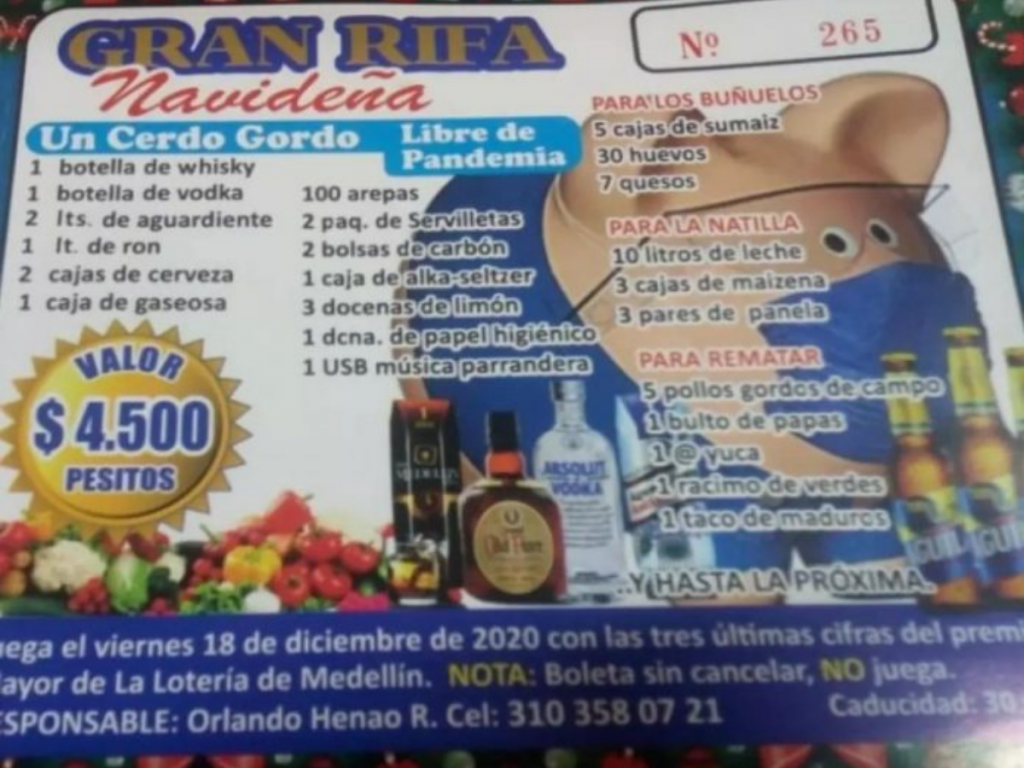 GRAN RIFA
Navideña
Nº 265
Un Cerdo Gordo
Libre de
Pandemia
1 botella de whisky
1 botella de vodka
2 lts. de aguardiente
1 lt. de ron
2 cajas de cerveza
1 caja de gaseosa
100 arepas
2 paq. de Servilletas
2 bolsas de carbón
1 caja de alka-seltzer
3 docenas de limón
1 dcna. de papel higiénico
1 USB música parrandera
PARA LOS BUÑUELOS
5 cajas de sumaiz
30 huevos
7 quesos
PARA LA NATILLA
10 litros de leche
3 cajas de maizena
3 pares de panela
PARA REMATAR
5 pollos gordos de campo
1 bulto de papas
1 @ yuca
1 racimo de verdes
1 taco de maduros
..Y HASTA LA PRÓXIMA.
VALOR
$ 4.500
PESITOS
ABSOLUT
VODKA
Old Parr
uega el viernes 18 de diciembre de 2020 con las tres últimas cifras del premi
ayor de La Lotería de Medellín. NOTA: Boleta sin cancelar, NO juega.
ESPONSABLE: Orlando Henao R. Cel: 310 358 07 21
Caducidad: 30